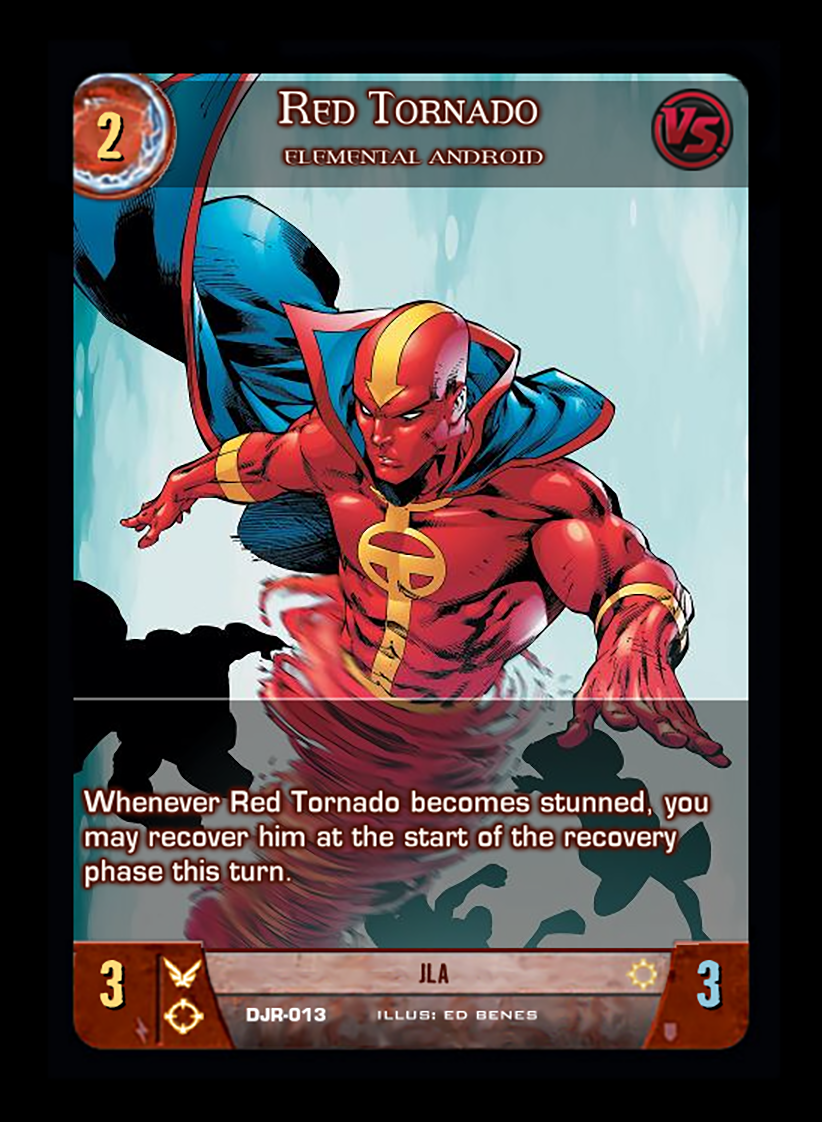 2
Red Tornado
VS.
Elemental Android
Whenever Red Tornado becomes stunned, you
may recover him at the start of the recovery
phase this turn.
3
JLA
3
DJR-013 ILLUS: ED BENES